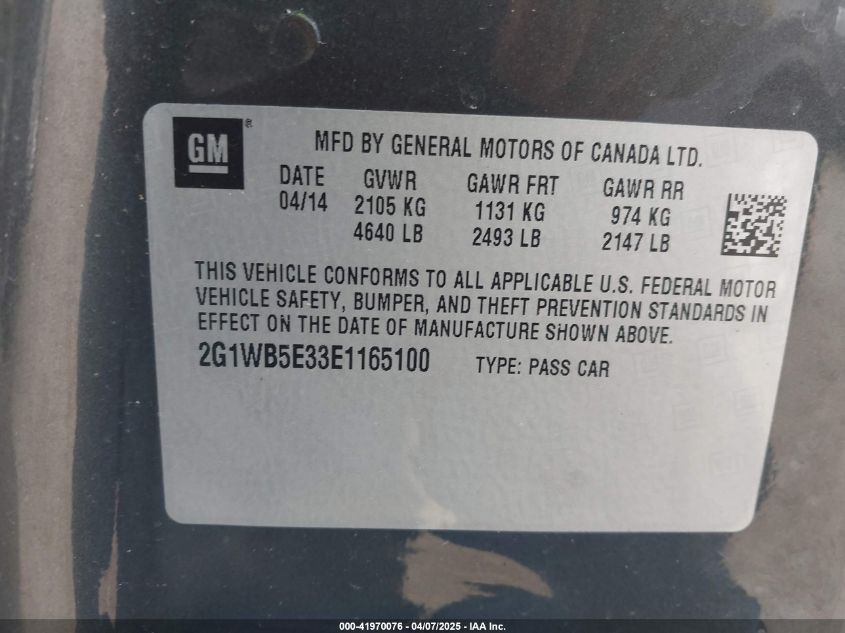 GM®
MFD BY GENERAL MOTORS OF CANADA LTD.
DATE GVWR GAWR FRT GAWR RR
04/14 2105 KG 1131 KG 974 KG
4640 LB 2493 LB 2147 LB
THIS VEHICLE CONFORMS TO ALL APPLICABLE U.S. FEDERAL MOTOR
VEHICLE SAFETY, BUMPER, AND THEFT PREVENTION STANDARDS IN
EFFECT ON THE DATE OF MANUFACTURE SHOWN ABOVE.
2G1WB5E33E1165100 TYPE: PASS CAR
000-41970076 - 04/07/2025 - IAA Inc.